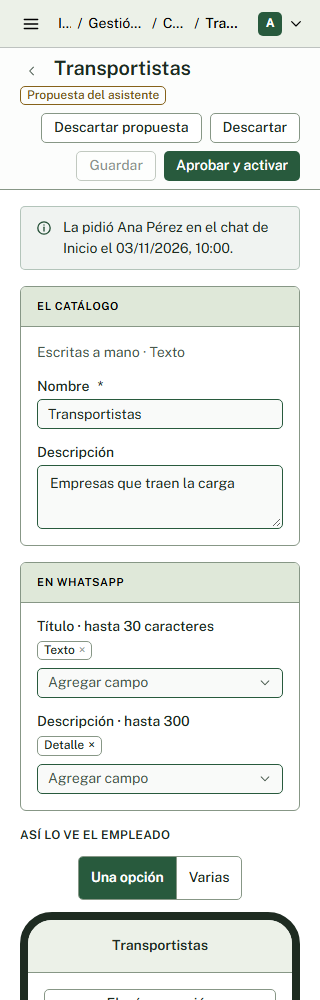 I... / Gestió... / C... / Tra... A
Transportistas
Propuesta del asistente
Descartar propuesta Descartar
Guardar Aprobar y activar
La pidió Ana Pérez en el chat de
Inicio el 03/11/2026, 10:00.
EL CATÁLOGO
Escritas a mano · Texto
Nombre *
Transportistas
Descripción
Empresas que traen la carga
EN WHATSAPP
Título · hasta 30 caracteres
Texto ×
Agregar campo
Descripción · hasta 300
Detalle ×
Agregar campo
ASÍ LO VE EL EMPLEADO
Una opción Varias
Transportistas